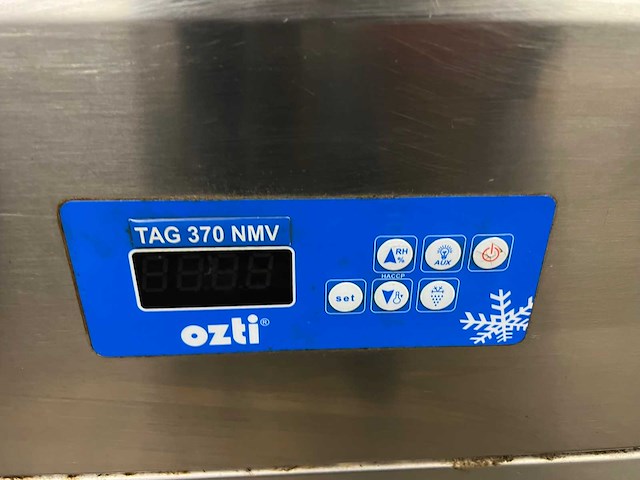 TAG 370 NMV
RH
%
AUX
HACCP
set
ozti®